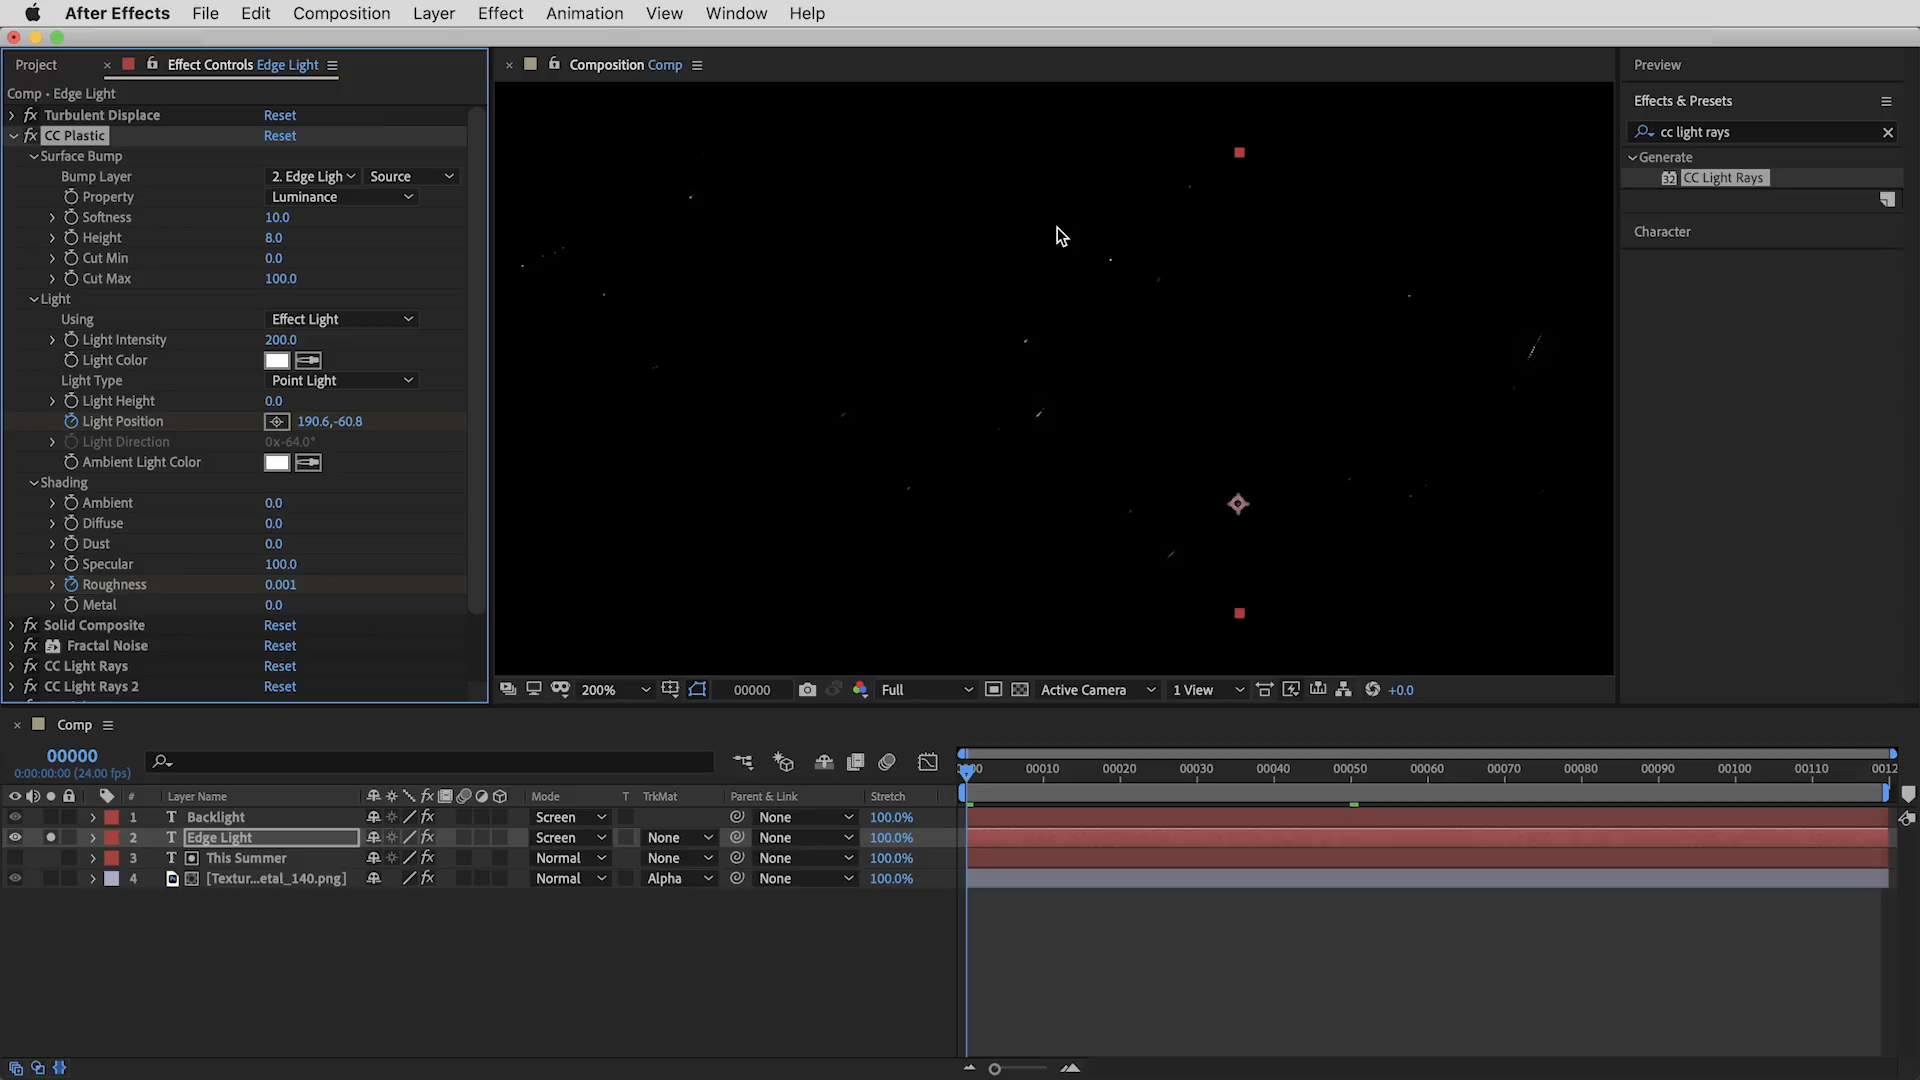 After Effects File Edit Composition Layer Effect Animation View Window Help
Project × Effect Controls Edge Light
Comp • Edge Light
Turbulent Displace Reset
CC Plastic Reset
Surface Bump
Bump Layer 2. Edge Ligh Source
Property Luminance
Softness 10.0
Height 8.0
Cut Min 0.0
Cut Max 100.0
Light
Using Effect Light
Light Intensity 200.0
Light Color
Light Type Point Light
Light Height 0.0
Light Position 190.6,-60.8
Light Direction 0x-64.0°
Ambient Light Color
Shading
Ambient 0.0
Diffuse 0.0
Dust 0.0
Specular 100.0
Roughness 0.001
Metal 0.0
Solid Composite Reset
Fractal Noise Reset
CC Light Rays Reset
CC Light Rays 2 Reset
× Composition Comp
200% 00000 Full Active Camera 1 View +0.0
Preview
Effects & Presets
cc light rays ×
Generate
32 CC Light Rays
Character
× Comp
00000
0:00:00:00 (24.00 fps)
00010 00020 00030 00040 00050 00060 00070 00080 00090 00100 00110 0012
# Layer Name fx Mode T TrkMat Parent & Link Stretch
1 T Backlight fx Screen None 100.0%
2 T Edge Light fx Screen None None 100.0%
3 T This Summer fx Normal None None 100.0%
4 [Textur...etal_140.png] fx Normal Alpha None 100.0%